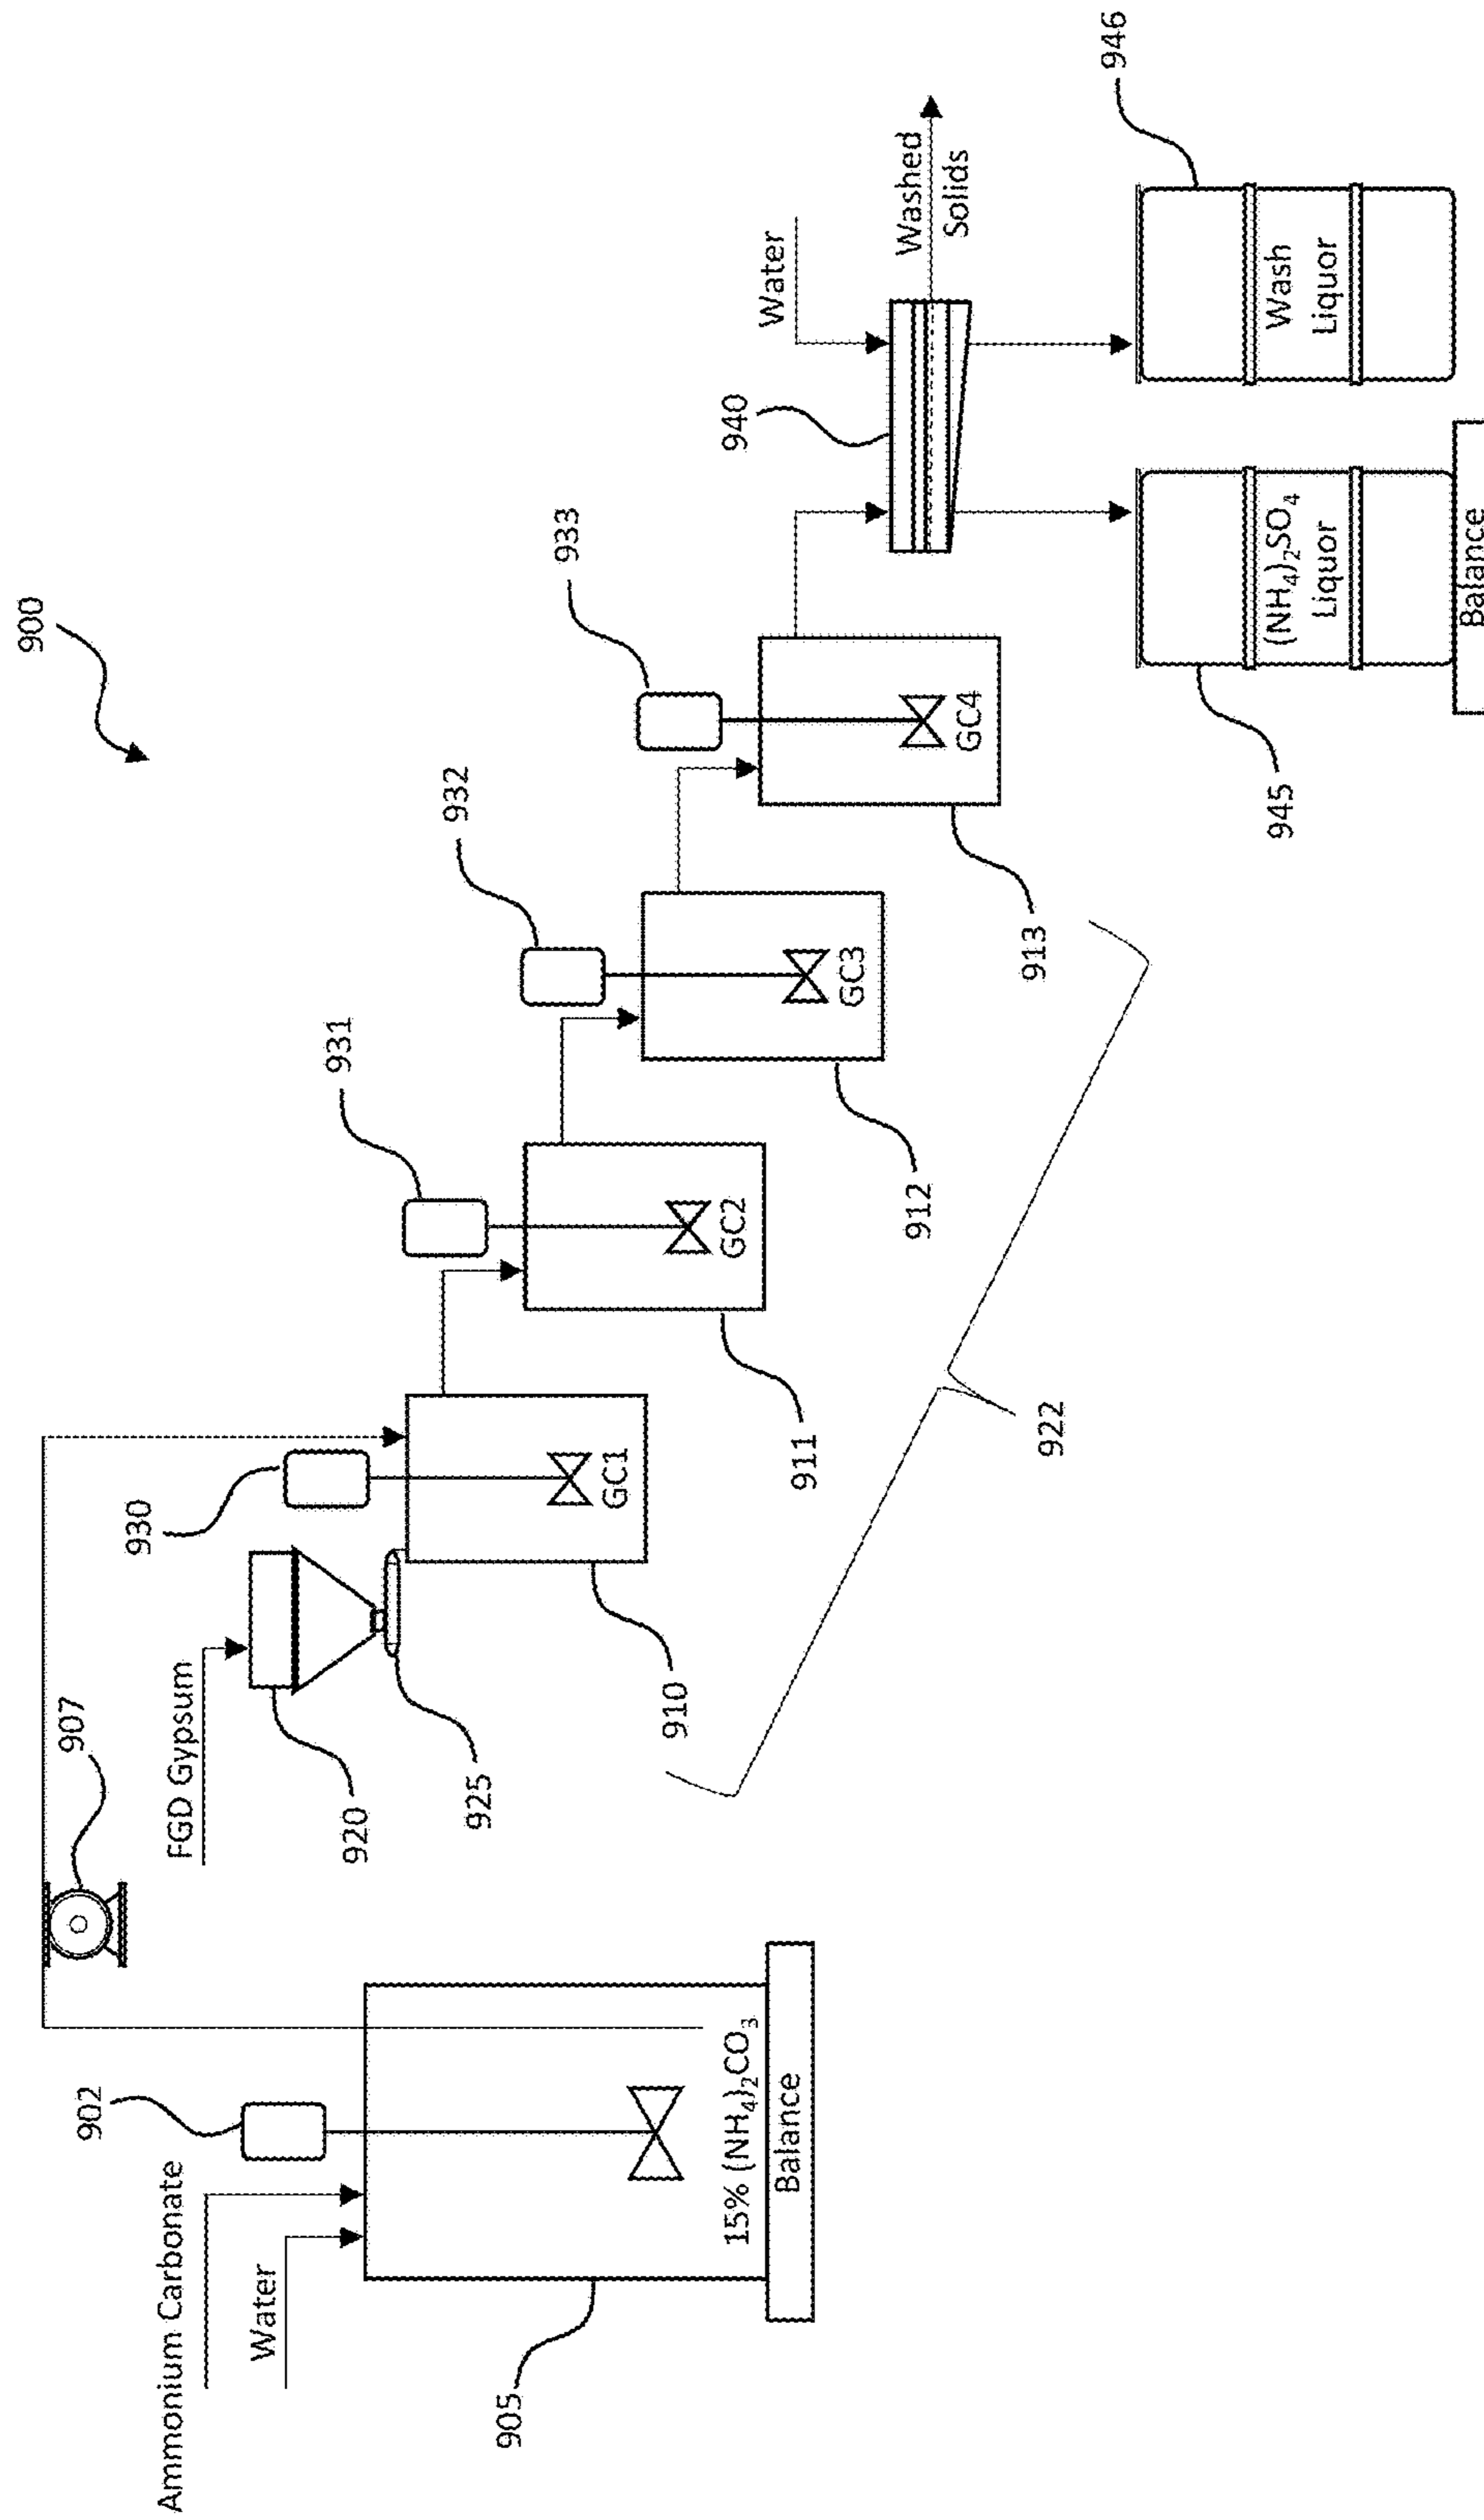 900
Ammonium Carbonate
Water
902
905
15% (NH₄)₂CO₃
Balance
907
FGD Gypsum
920
925
930
GC1
910
931
GC2
911
932
GC3
912
933
GC4
913
922
940
Water
Washed
Solids
(NH₄)₂SO₄
Liquor
945
Balance
Wash
Liquor
946